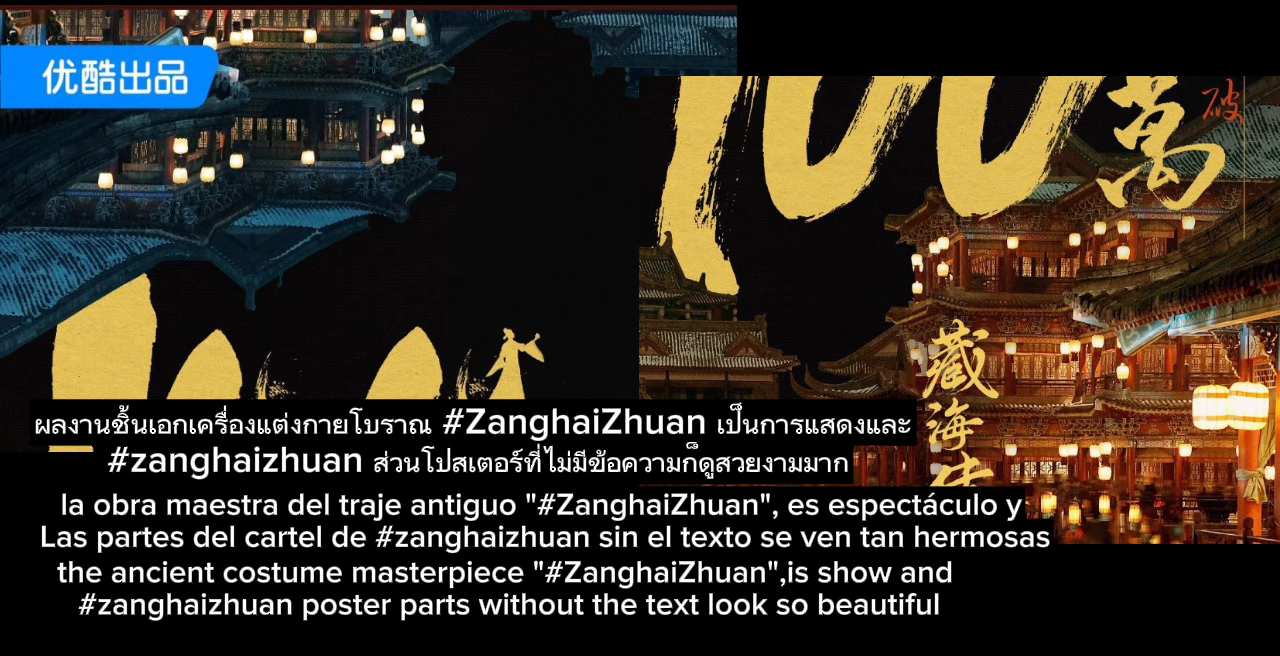 优酷出品
100萬
破
藏海传
ผลงานชิ้นเอกเครื่องแต่งกายโบราณ #ZanghaiZhuan เป็นการแสดงและ
#zanghaizhuan ส่วนโปสเตอร์ที่ไม่มีข้อความก็ดูสวยงามมาก
la obra maestra del traje antiguo "#ZanghaiZhuan", es espectáculo y
Las partes del cartel de #zanghaizhuan sin el texto se ven tan hermosas
the ancient costume masterpiece "#ZanghaiZhuan",is show and
#zanghaizhuan poster parts without the text look so beautiful